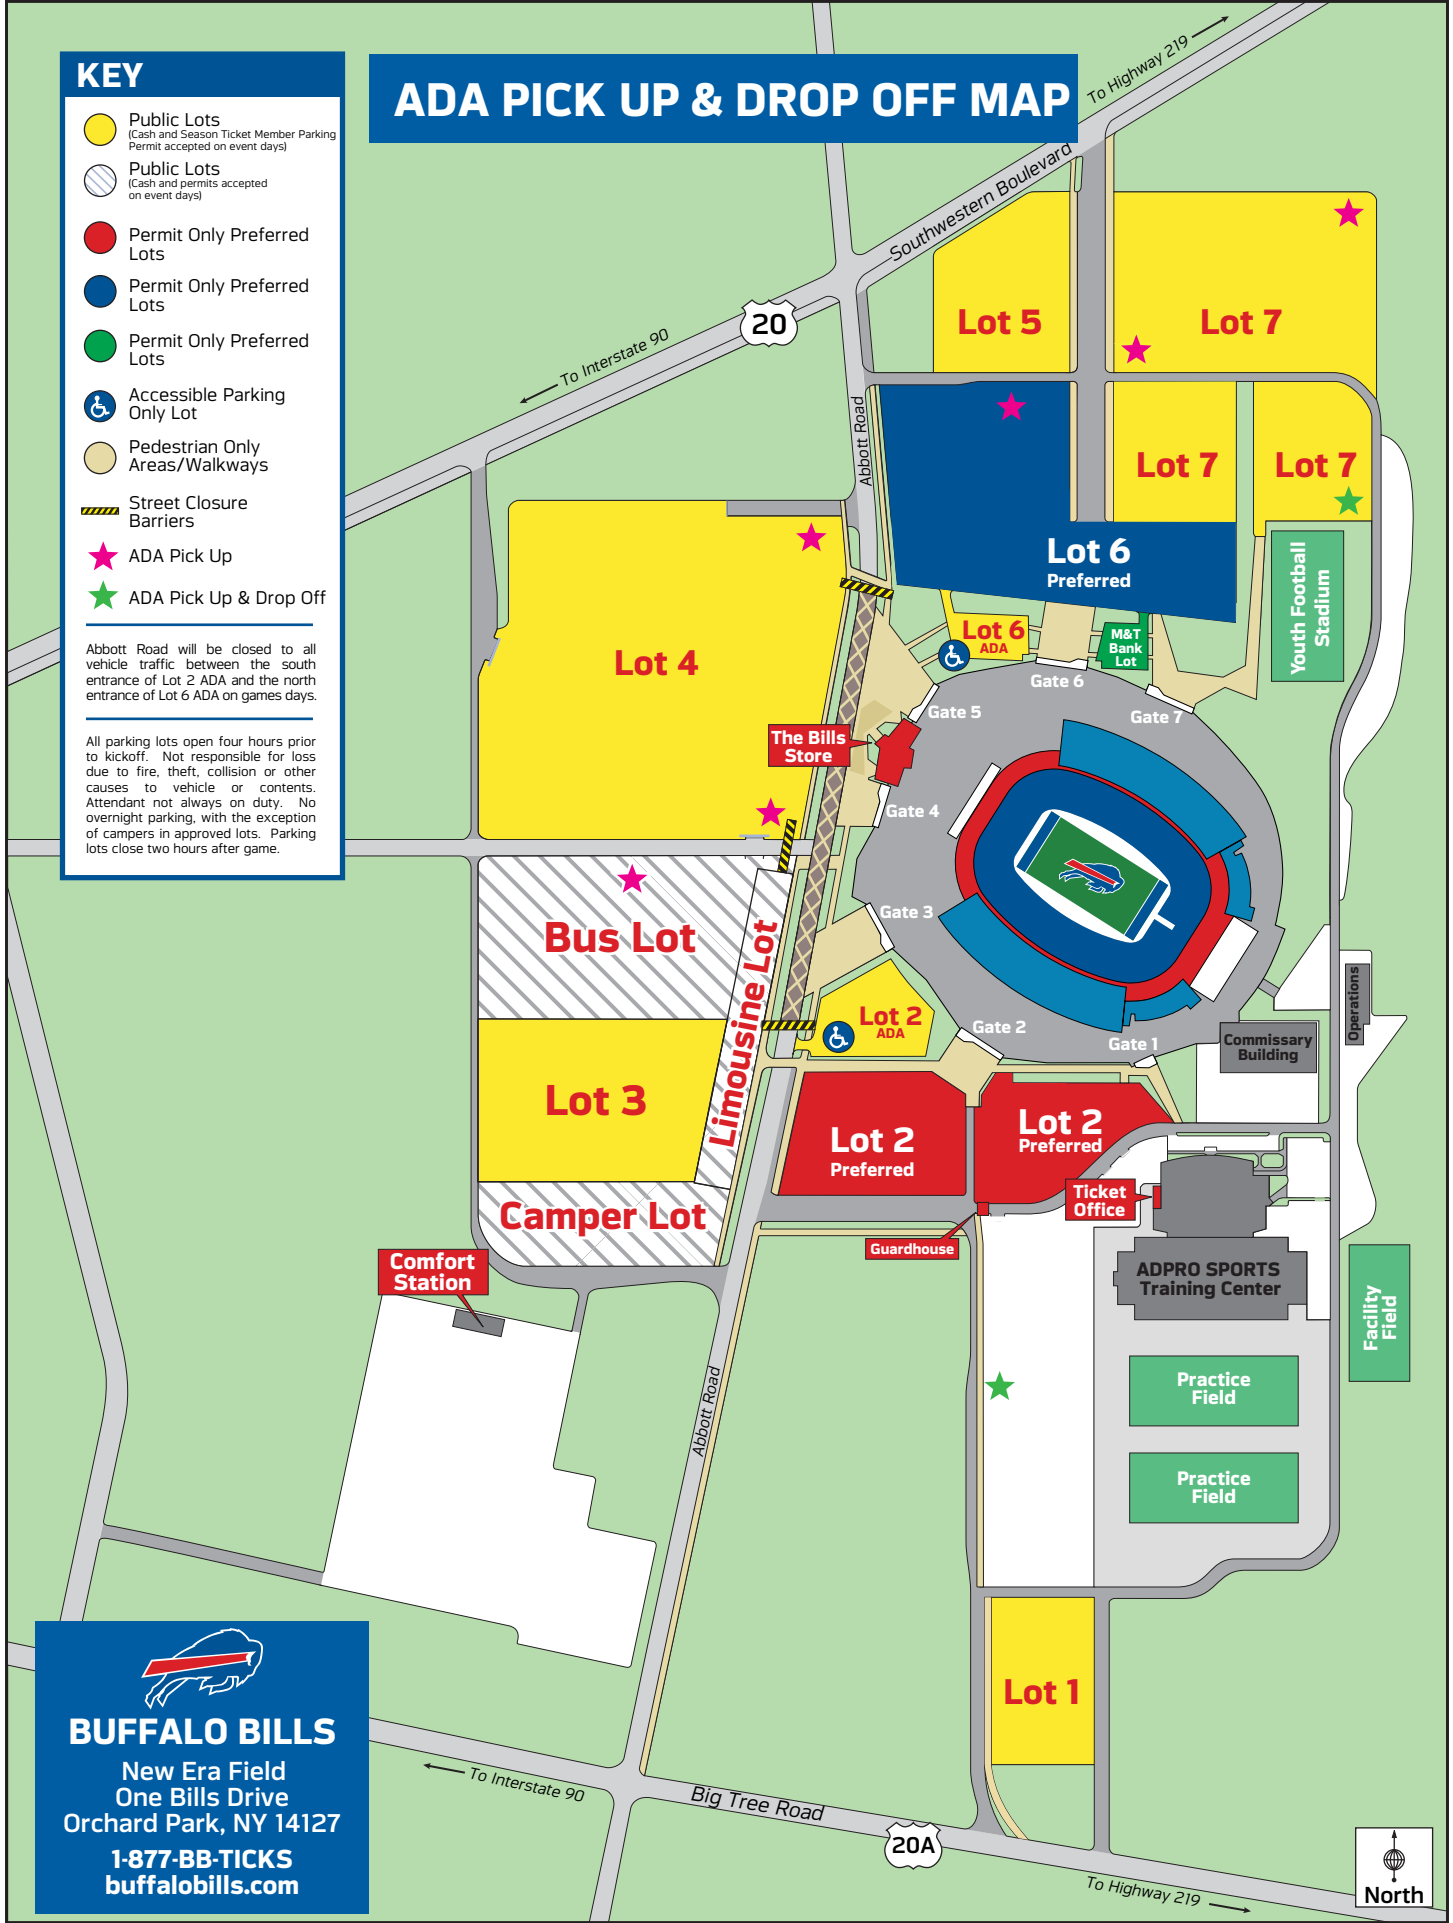 KEY
Public Lots
(Cash and Season Ticket Member Parking
Permit accepted on event days)
Public Lots
(Cash and permits accepted
on event days)
Permit Only Preferred
Lots
Permit Only Preferred
Lots
Permit Only Preferred
Lots
Accessible Parking
Only Lot
Pedestrian Only
Areas/Walkways
Street Closure
Barriers
ADA Pick Up
ADA Pick Up & Drop Off
Abbott Road will be closed to all
vehicle traffic between the south
entrance of Lot 2 ADA and the north
entrance of Lot 6 ADA on games days.
All parking lots open four hours prior
to kickoff. Not responsible for loss
due to fire, theft, collision or other
causes to vehicle or contents.
Attendant not always on duty. No
overnight parking, with the exception
of campers in approved lots. Parking
lots close two hours after game.
ADA PICK UP & DROP OFF MAP
To Highway 219
Southwestern Boulevard
20
To Interstate 90
Abbott Road
Lot 5
Lot 7
Lot 7
Lot 7
Lot 6
Preferred
Youth Football
Stadium
Lot 6
ADA
M&T
Bank
Lot
Lot 4
Gate 6
Gate 5
Gate 7
The Bills
Store
Gate 4
Gate 3
Bus Lot
Limousine Lot
Lot 2
ADA
Gate 2
Gate 1
Operations
Commissary
Building
Lot 3
Lot 2
Preferred
Lot 2
Preferred
Camper Lot
Ticket
Office
Guardhouse
Comfort
Station
ADPRO SPORTS
Training Center
Facility
Field
Practice
Field
Practice
Field
Abbott Road
Lot 1
BUFFALO BILLS
New Era Field
One Bills Drive
Orchard Park, NY 14127
1-877-BB-TICKS
buffalobills.com
To Interstate 90
Big Tree Road
20A
To Highway 219
North